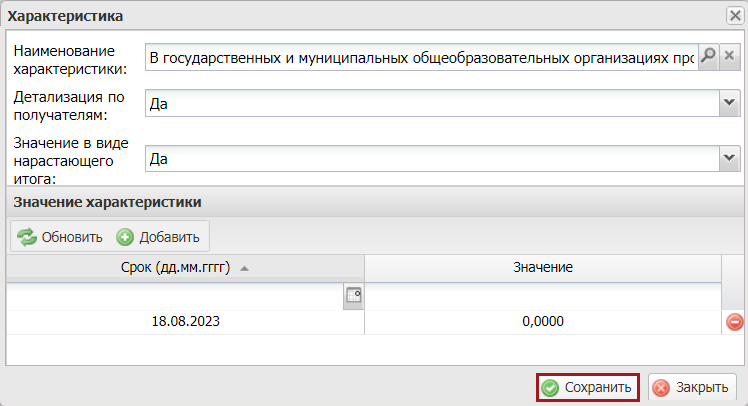 Характеристика
Наименование
характеристики:
В государственных и муниципальных общеобразовательных организациях про
Детализация по
получателям:
Да
Значение в виде
нарастающего
итога:
Да
Значение характеристики
Обновить Добавить
Срок (дд.мм.гггг) Значение
18.08.2023 0,0000
Сохранить Закрыть